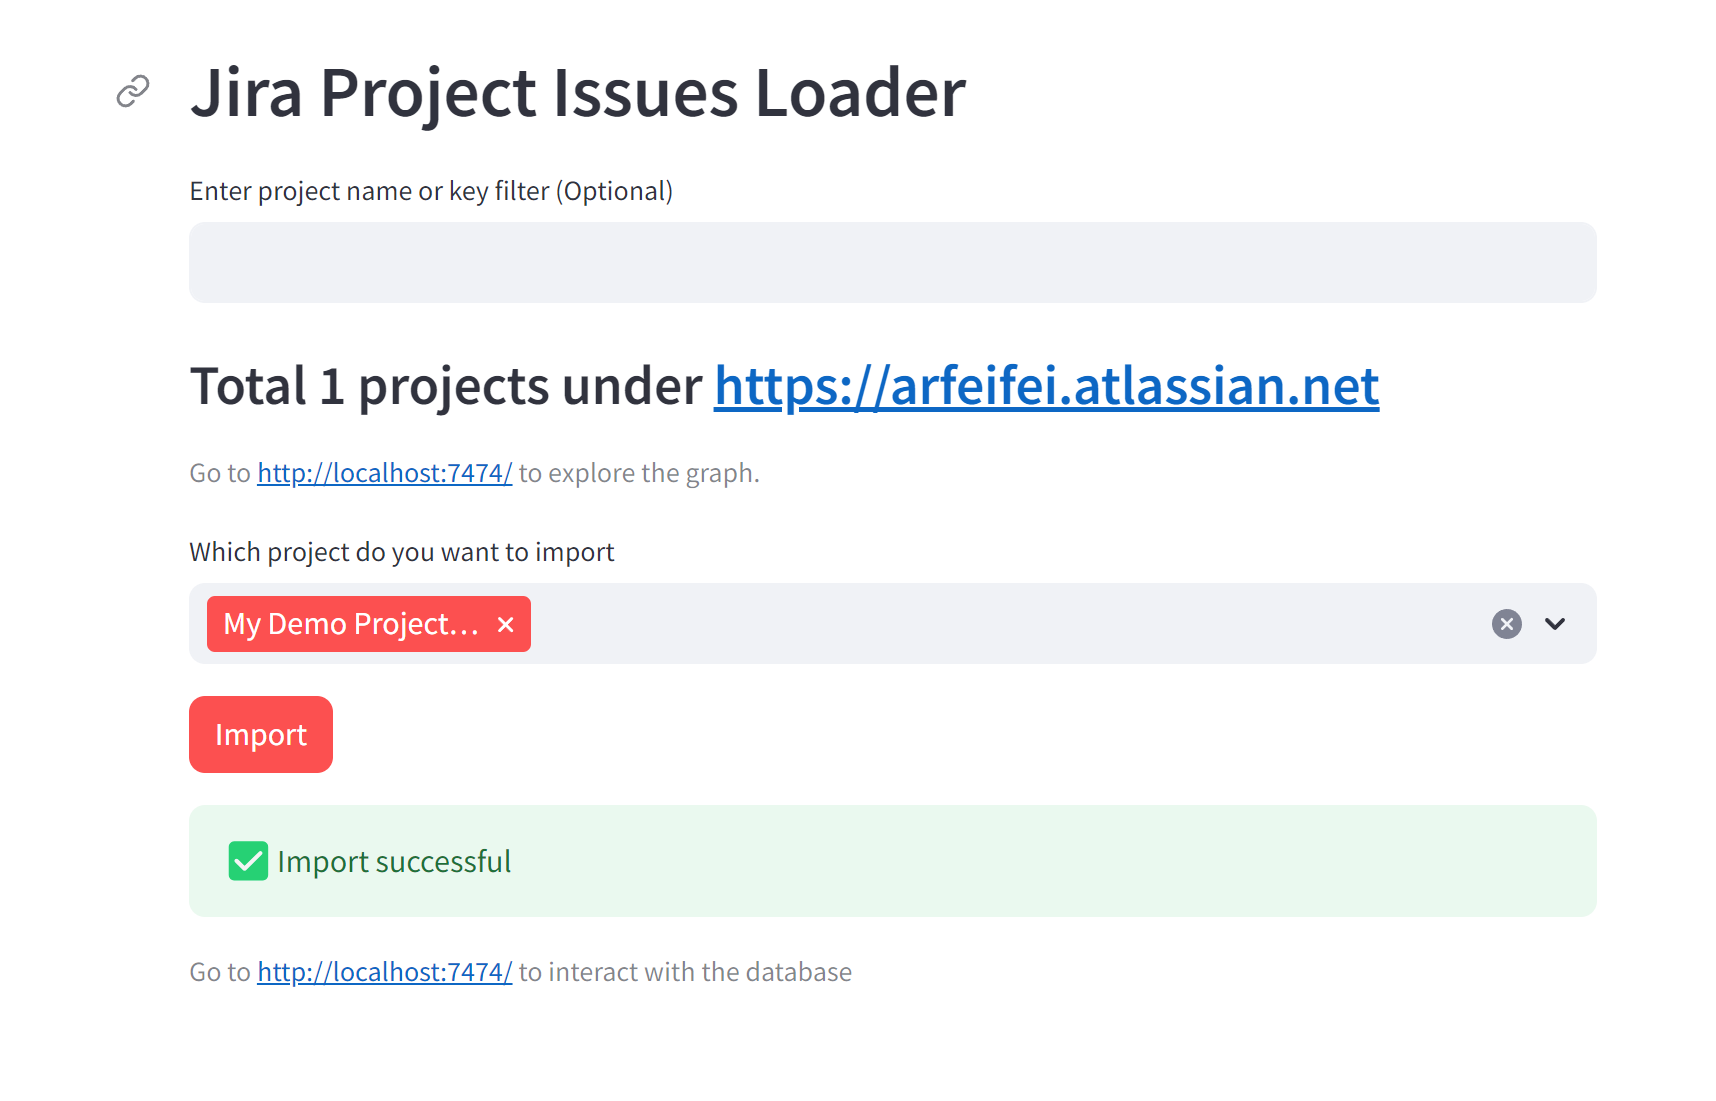 Jira Project Issues Loader
Enter project name or key filter (Optional)
Total 1 projects under https://arfeifei.atlassian.net
Go to http://localhost:7474/ to explore the graph.
Which project do you want to import
My Demo Project...
Import
Import successful
Go to http://localhost:7474/ to interact with the database